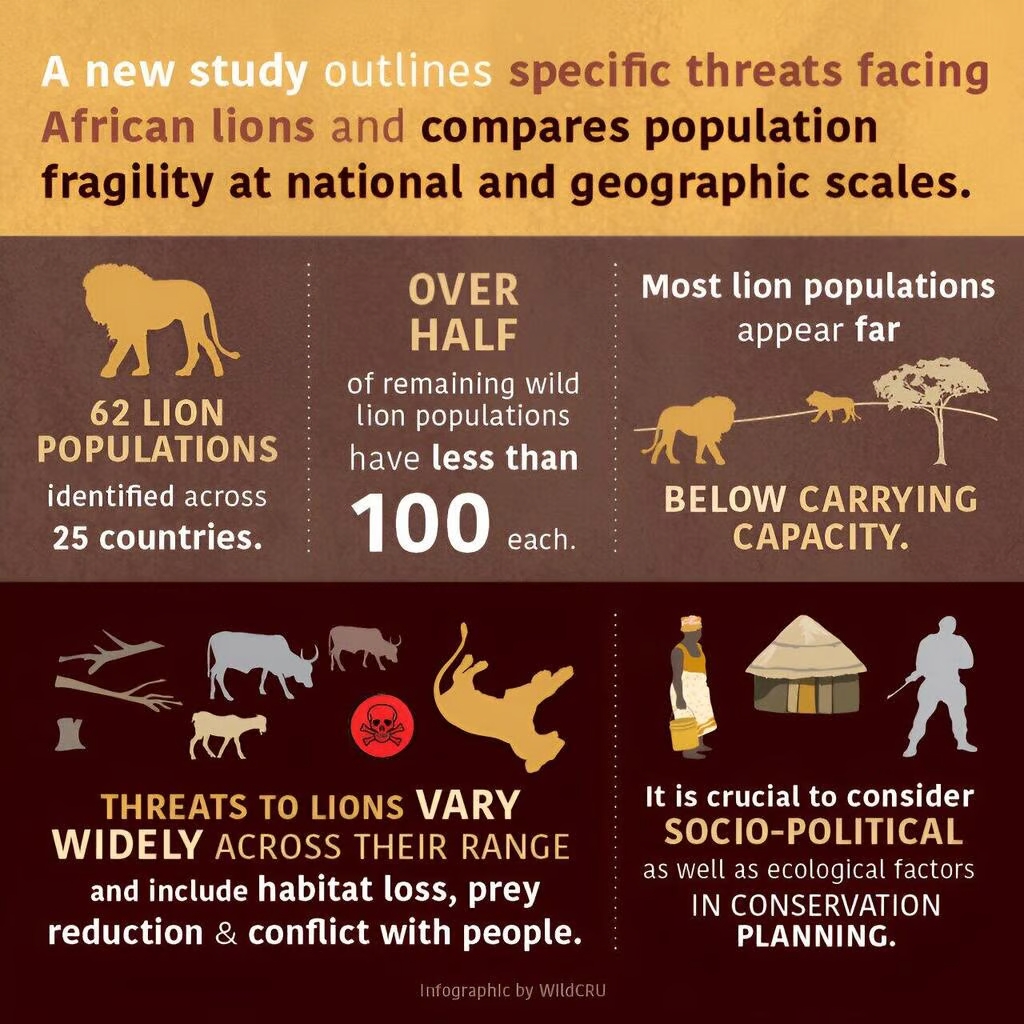 A new study outlines specific threats facing
African lions and compares population
fragility at national and geographic scales.
62 LION
POPULATIONS
identified across
25 countries.
OVER
HALF
of remaining wild
lion populations
have less than
100 each.
Most lion populations
appear far
BELOW CARRYING
CAPACITY.
THREATS TO LIONS VARY
WIDELY ACROSS THEIR RANGE
and include habitat loss, prey
reduction & conflict with people.
It is crucial to consider
SOCIO-POLITICAL
as well as ecological factors
IN CONSERVATION
PLANNING.
Infographic by WildCRU